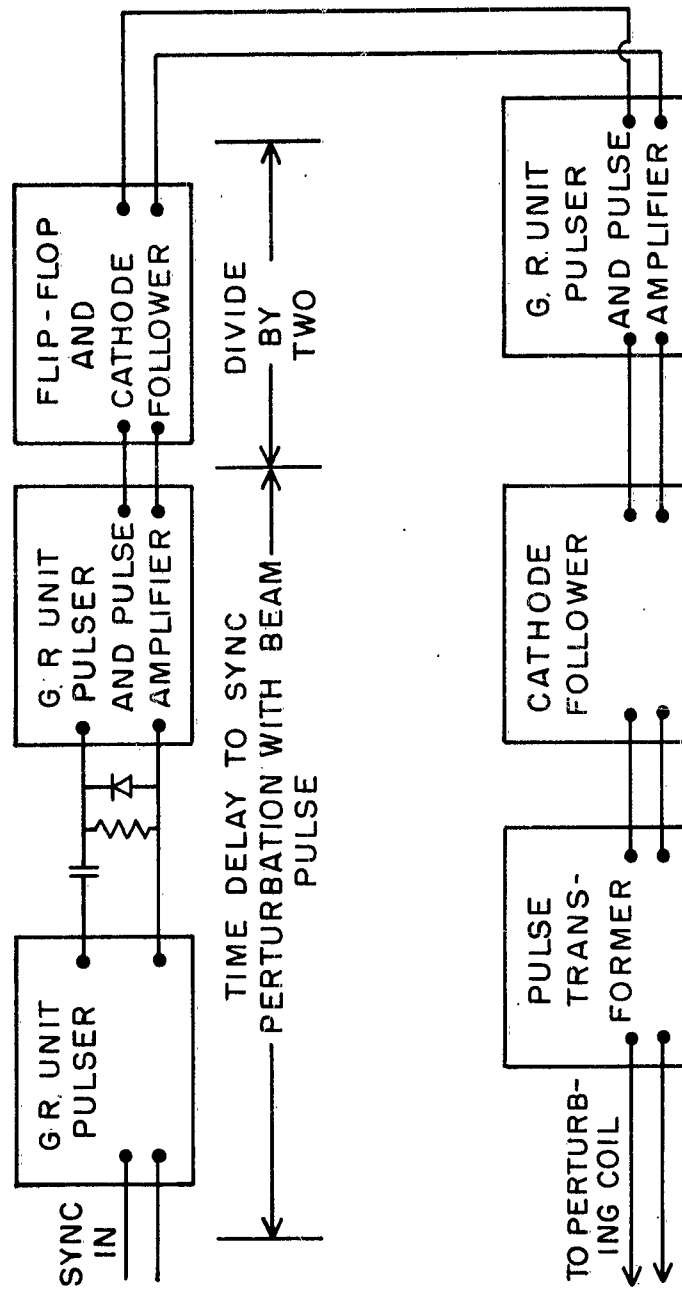 SYNC
IN
G.R. UNIT
PULSER
G. R UNIT
PULSER
AND PULSE
AMPLIFIER
FLIP-FLOP
AND
CATHODE
FOLLOWER
TIME DELAY TO SYNC
PERTURBATION WITH BEAM
PULSE
DIVIDE
BY
TWO
TO PERTURB-
ING COIL
PULSE
TRANS-
FORMER
CATHODE
FOLLOWER
G. R. UNIT
PULSER
AND PULSE
AMPLIFIER